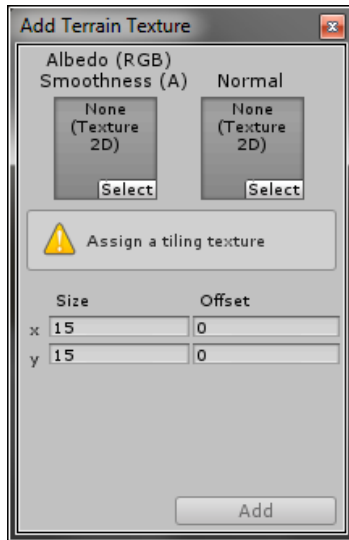 Add Terrain Texture
Albedo (RGB)
Smoothness (A) Normal
None None
(Texture (Texture
2D) 2D)
Select Select
Assign a tiling texture
Size Offset
x 15 0
y 15 0
Add